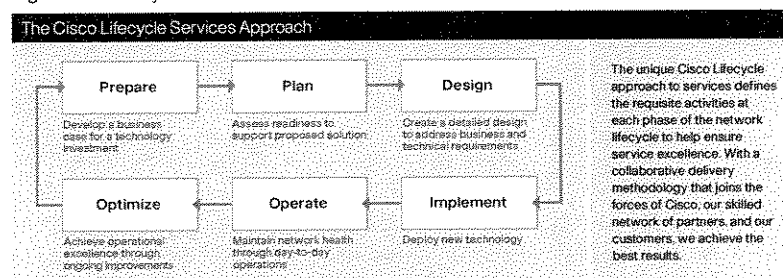 The Cisco Lifecycle Services Approach
Prepare
Develop a business
case for a technology
investment
Plan
Assess readiness to
support proposed solution
Design
Create a detailed design
to address business and
technical requirements
Optimize
Achieve operational
excellence through
ongoing improvements
Operate
Maintain network health
through day-to-day
operations
Implement
Deploy new technology
The unique Cisco Lifecycle
approach to services defines
the requisite activities at
each phase of the network
lifecycle to help ensure
service excellence. With a
collaborative delivery
methodology that joins the
forces of Cisco, our skilled
network of partners, and our
customers, we achieve the
best results.